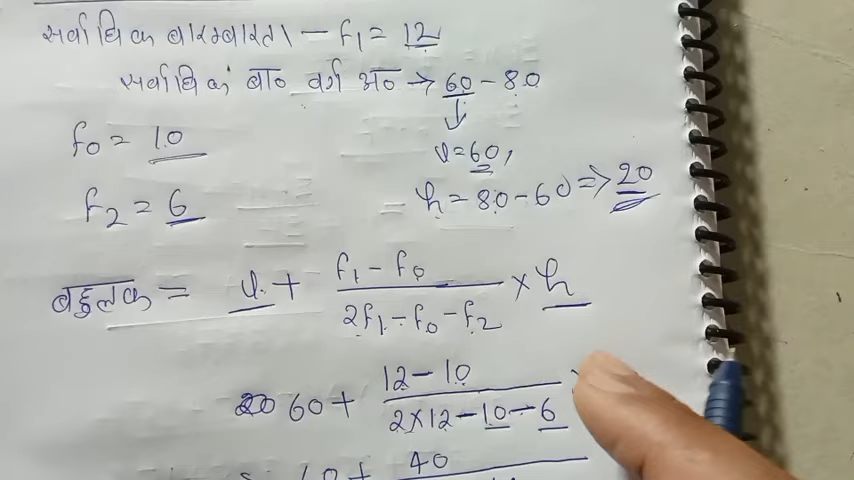 सर्वाधिक बारम्बारता - f₁ = 12
सर्वाधिक बा० वर्ग अ० → 60 - 80
↓
f₀ = 10
l = 60,
f₂ = 6
h = 80 - 60 => 20
बहुलक = l + (f₁ - f₀) / (2f₁ - f₀ - f₂) × h
60 + (12 - 10) / (2×12 - 10 - 6)
40